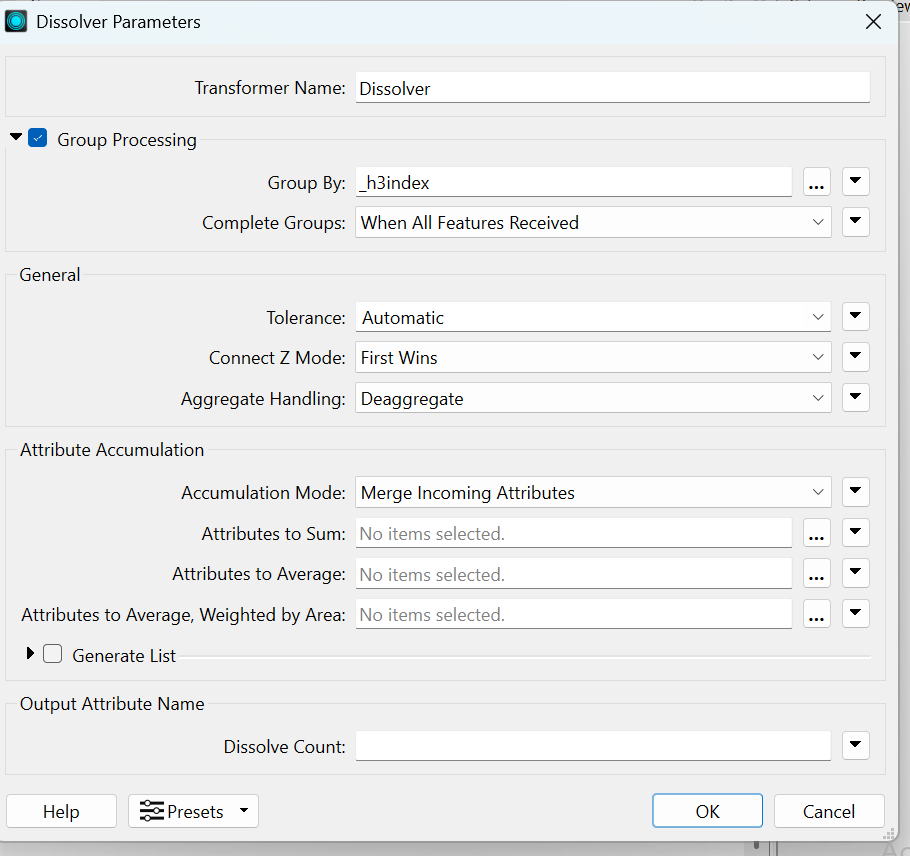 Dissolver Parameters
Transformer Name: Dissolver
Group Processing
Group By: _h3index ...
Complete Groups: When All Features Received
General
Tolerance: Automatic
Connect Z Mode: First Wins
Aggregate Handling: Deaggregate
Attribute Accumulation
Accumulation Mode: Merge Incoming Attributes
Attributes to Sum: No items selected. ...
Attributes to Average: No items selected. ...
Attributes to Average, Weighted by Area: No items selected. ...
Generate List
Output Attribute Name
Dissolve Count:
Help Presets OK Cancel